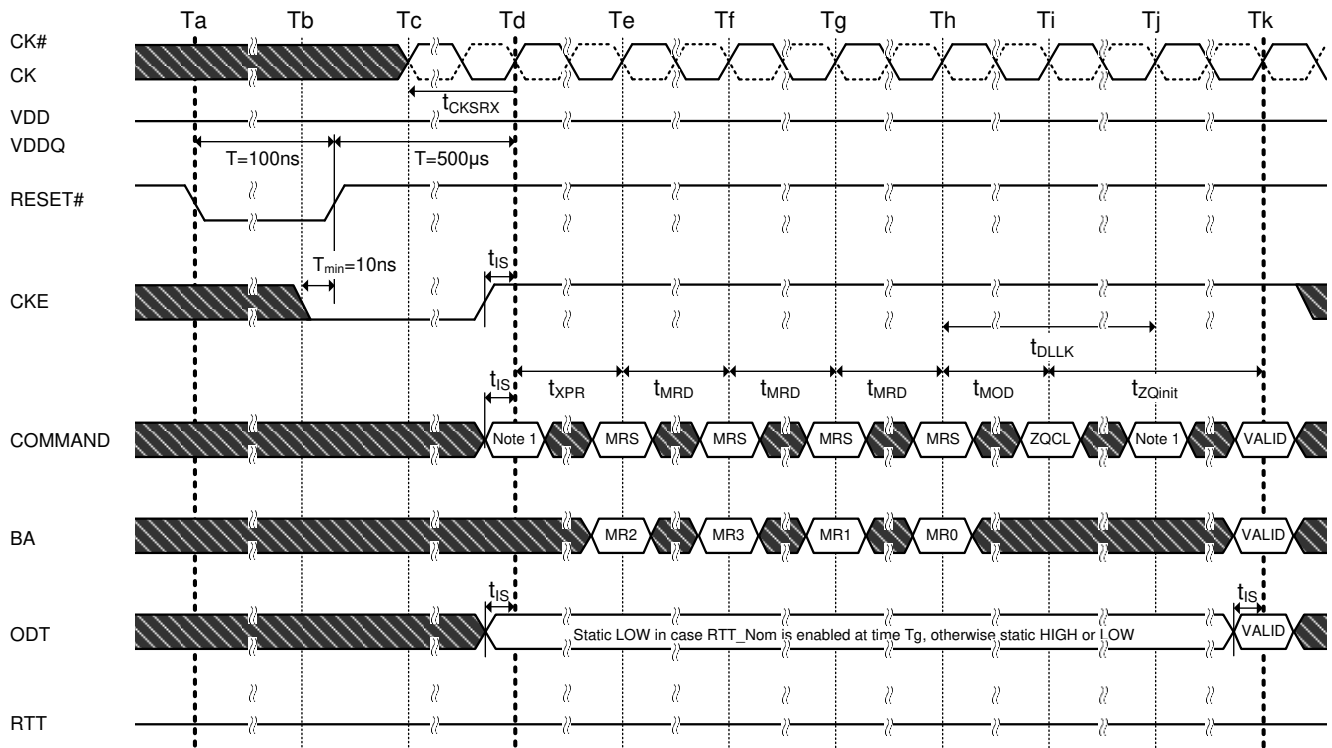 Ta Tb Tc Td Te Tf Tg Th Ti Tj Tk
CK#
CK
tCKSRX
VDD
VDDQ
T=100ns T=500µs
RESET#
Tmin=10ns tIS
CKE
tDLLK
tIS tXPR tMRD tMRD tMRD tMOD tZQinit
COMMAND Note 1 MRS MRS MRS MRS ZQCL Note 1 VALID
BA MR2 MR3 MR1 MR0 VALID
tIS tIS
ODT Static LOW in case RTT_Nom is enabled at time Tg, otherwise static HIGH or LOW VALID
RTT